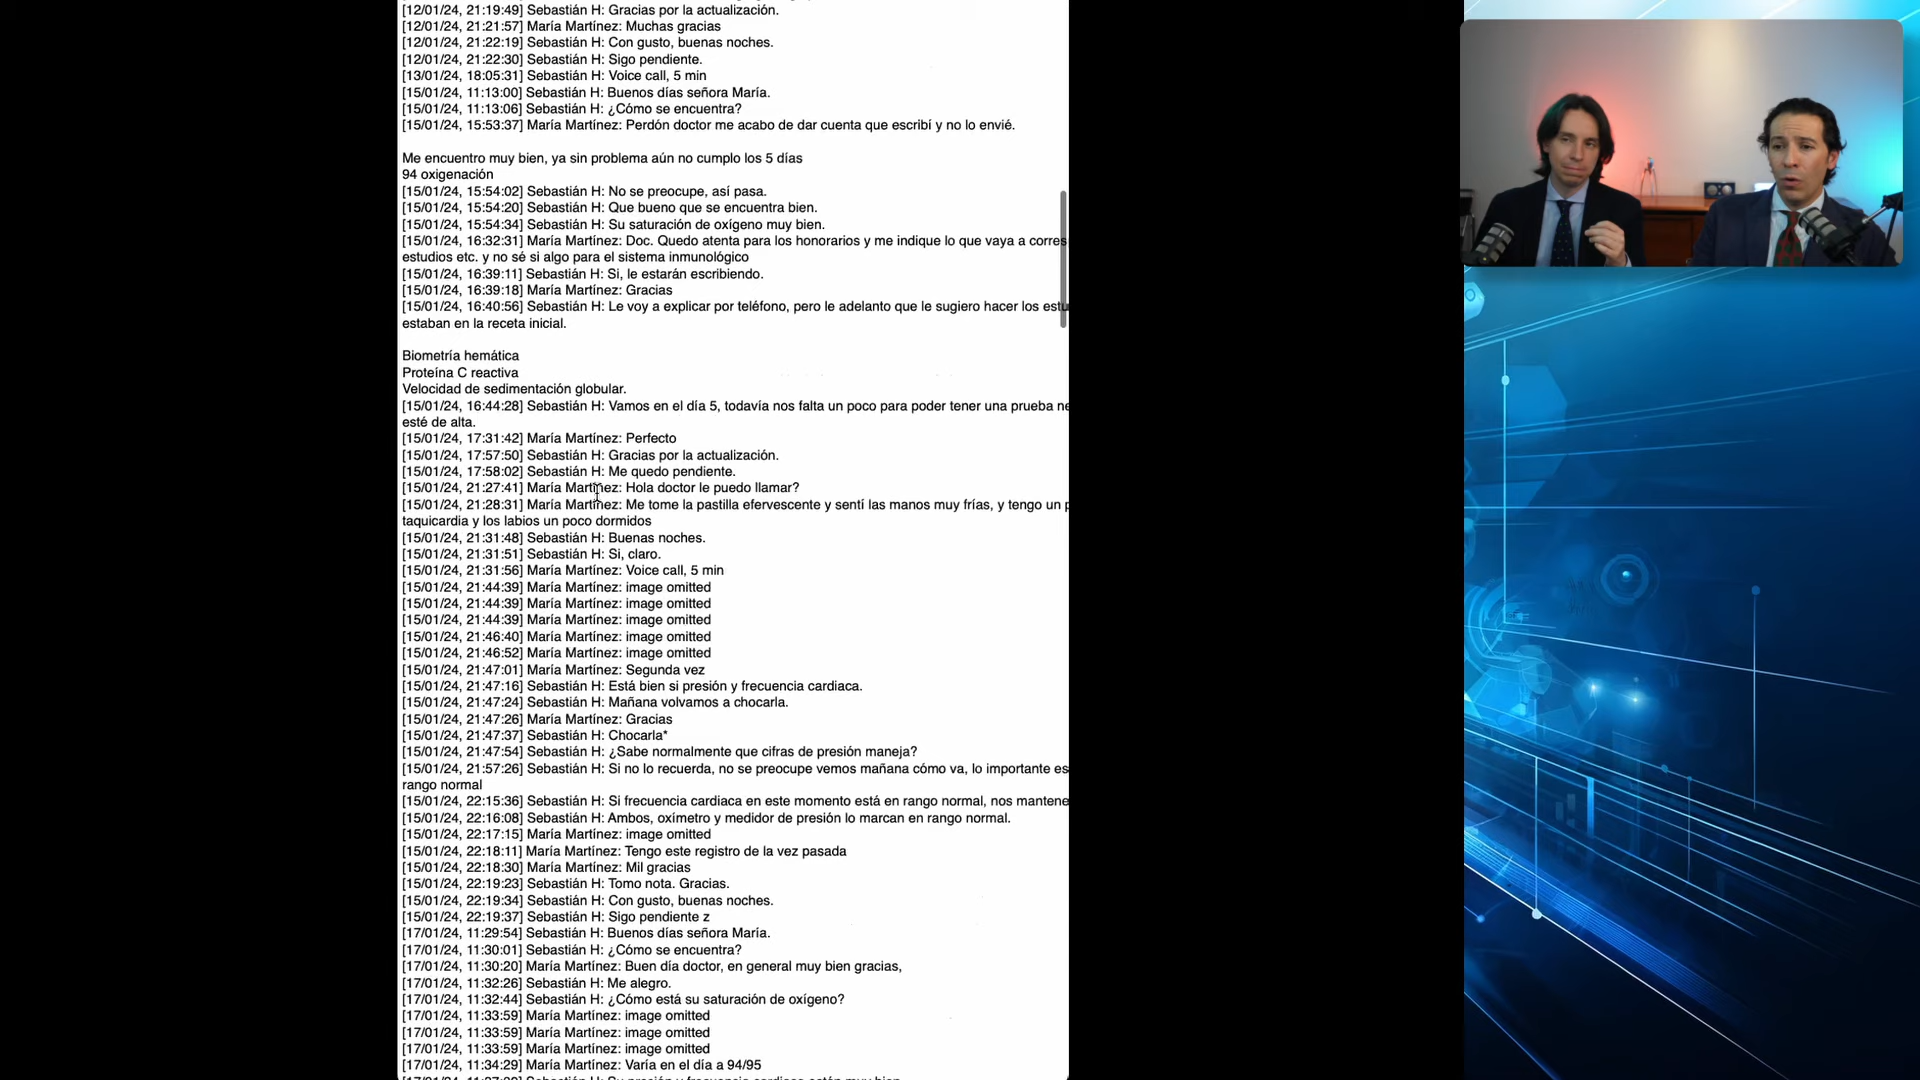 [12/01/24, 21:19:49] Sebastián H: Gracias por la actualización.
[12/01/24, 21:21:57] María Martínez: Muchas gracias
[12/01/24, 21:22:19] Sebastián H: Con gusto, buenas noches.
[12/01/24, 21:22:30] Sebastián H: Sigo pendiente.
[13/01/24, 18:05:31] Sebastián H: Voice call, 5 min
[15/01/24, 11:13:00] Sebastián H: Buenos días señora María.
[15/01/24, 11:13:06] Sebastián H: ¿Cómo se encuentra?
[15/01/24, 15:53:37] María Martínez: Perdón doctor me acabo de dar cuenta que escribí y no lo envié.
Me encuentro muy bien, ya sin problema aún no cumplo los 5 días
94 oxigenación
[15/01/24, 15:54:02] Sebastián H: No se preocupe, así pasa.
[15/01/24, 15:54:20] Sebastián H: Que bueno que se encuentra bien.
[15/01/24, 15:54:34] Sebastián H: Su saturación de oxígeno muy bien.
[15/01/24, 16:32:31] María Martínez: Doc. Quedo atenta para los honorarios y me indique lo que vaya a corres
estudios etc. y no sé si algo para el sistema inmunológico
[15/01/24, 16:39:11] Sebastián H: Si, le estarán escribiendo.
[15/01/24, 16:39:18] María Martínez: Gracias
[15/01/24, 16:40:56] Sebastián H: Le voy a explicar por teléfono, pero le adelanto que le sugiero hacer los estu
estaban en la receta inicial.
Biometría hemática
Proteína C reactiva
Velocidad de sedimentación globular.
[15/01/24, 16:44:28] Sebastián H: Vamos en el día 5, todavía nos falta un poco para poder tener una prueba ne
esté de alta.
[15/01/24, 17:31:42] María Martínez: Perfecto
[15/01/24, 17:57:50] Sebastián H: Gracias por la actualización.
[15/01/24, 17:58:02] Sebastián H: Me quedo pendiente.
[15/01/24, 21:27:41] María Martínez: Hola doctor le puedo llamar?
[15/01/24, 21:28:31] María Martínez: Me tome la pastilla efervescente y sentí las manos muy frías, y tengo un p
taquicardia y los labios un poco dormidos
[15/01/24, 21:31:48] Sebastián H: Buenas noches.
[15/01/24, 21:31:51] Sebastián H: Si, claro.
[15/01/24, 21:31:56] María Martínez: Voice call, 5 min
[15/01/24, 21:44:39] María Martínez: image omitted
[15/01/24, 21:44:39] María Martínez: image omitted
[15/01/24, 21:44:39] María Martínez: image omitted
[15/01/24, 21:46:40] María Martínez: image omitted
[15/01/24, 21:46:52] María Martínez: image omitted
[15/01/24, 21:47:01] María Martínez: Segunda vez
[15/01/24, 21:47:16] Sebastián H: Está bien si presión y frecuencia cardiaca.
[15/01/24, 21:47:24] Sebastián H: Mañana volvamos a chocarla.
[15/01/24, 21:47:26] María Martínez: Gracias
[15/01/24, 21:47:37] Sebastián H: Chocarla*
[15/01/24, 21:47:54] Sebastián H: ¿Sabe normalmente que cifras de presión maneja?
[15/01/24, 21:57:26] Sebastián H: Si no lo recuerda, no se preocupe vemos mañana cómo va, lo importante es
rango normal
[15/01/24, 22:15:36] Sebastián H: Si frecuencia cardiaca en este momento está en rango normal, nos mantene
[15/01/24, 22:16:08] Sebastián H: Ambos, oxímetro y medidor de presión lo marcan en rango normal.
[15/01/24, 22:17:15] María Martínez: image omitted
[15/01/24, 22:18:11] María Martínez: Tengo este registro de la vez pasada
[15/01/24, 22:18:30] María Martínez: Mil gracias
[15/01/24, 22:19:23] Sebastián H: Tomo nota. Gracias.
[15/01/24, 22:19:34] Sebastián H: Con gusto, buenas noches.
[15/01/24, 22:19:37] Sebastián H: Sigo pendiente z
[17/01/24, 11:29:54] Sebastián H: Buenos días señora María.
[17/01/24, 11:30:01] Sebastián H: ¿Cómo se encuentra?
[17/01/24, 11:30:20] María Martínez: Buen día doctor, en general muy bien gracias,
[17/01/24, 11:32:26] Sebastián H: Me alegro.
[17/01/24, 11:32:44] Sebastián H: ¿Cómo está su saturación de oxígeno?
[17/01/24, 11:33:59] María Martínez: image omitted
[17/01/24, 11:33:59] María Martínez: image omitted
[17/01/24, 11:33:59] María Martínez: image omitted
[17/01/24, 11:34:29] María Martínez: Varía en el día a 94/95